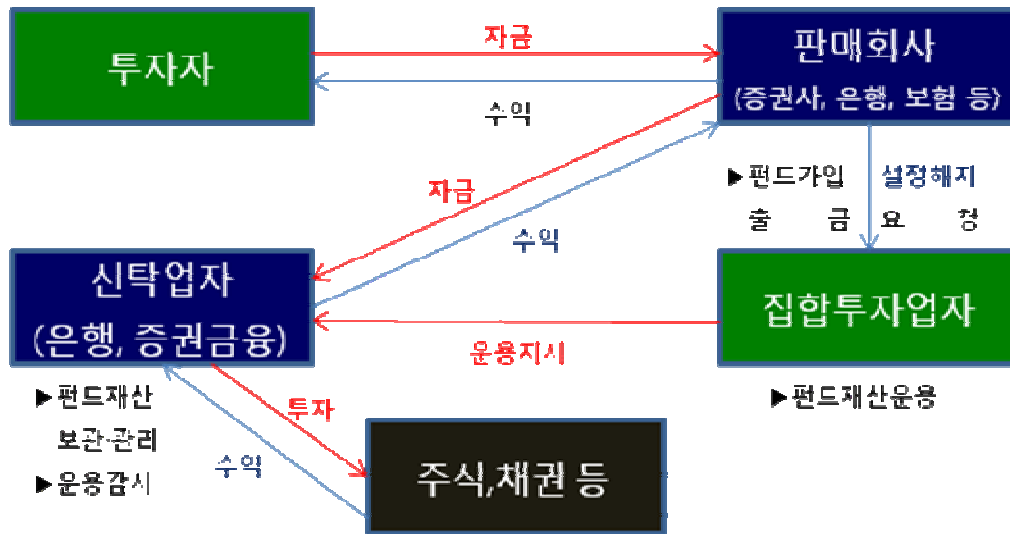 투자자
자금
수익
판매회사
(증권사, 은행, 보험 등)
자금
수익
▶펀드가입
설정해지
출 금 요 청
신탁업자
(은행, 증권금융)
운용지시
집합투자업자
▶펀드재산
보관·관리
▶운용감시
투자
수익
▶펀드재산운용
주식,채권 등